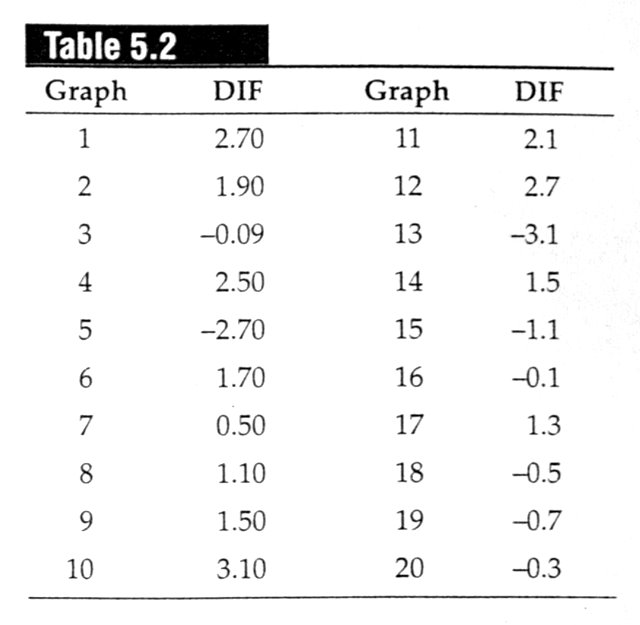 Table 5.2
Graph DIF Graph DIF
1 2.70 11 2.1
2 1.90 12 2.7
3 –0.09 13 –3.1
4 2.50 14 1.5
5 –2.70 15 –1.1
6 1.70 16 –0.1
7 0.50 17 1.3
8 1.10 18 –0.5
9 1.50 19 –0.7
10 3.10 20 –0.3